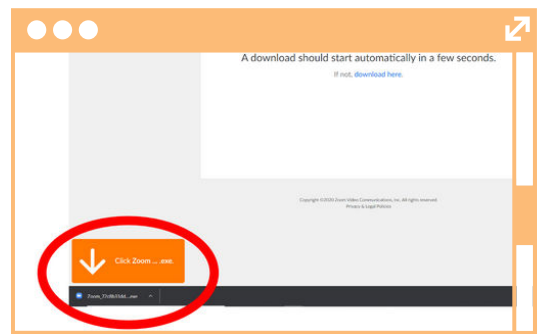 A download should start automatically in a few seconds.
If not, download here.
Copyright ©2020 Zoom Video Communications, Inc. All rights reserved.
Privacy & Legal Policies
Click Zoom ... .exe.